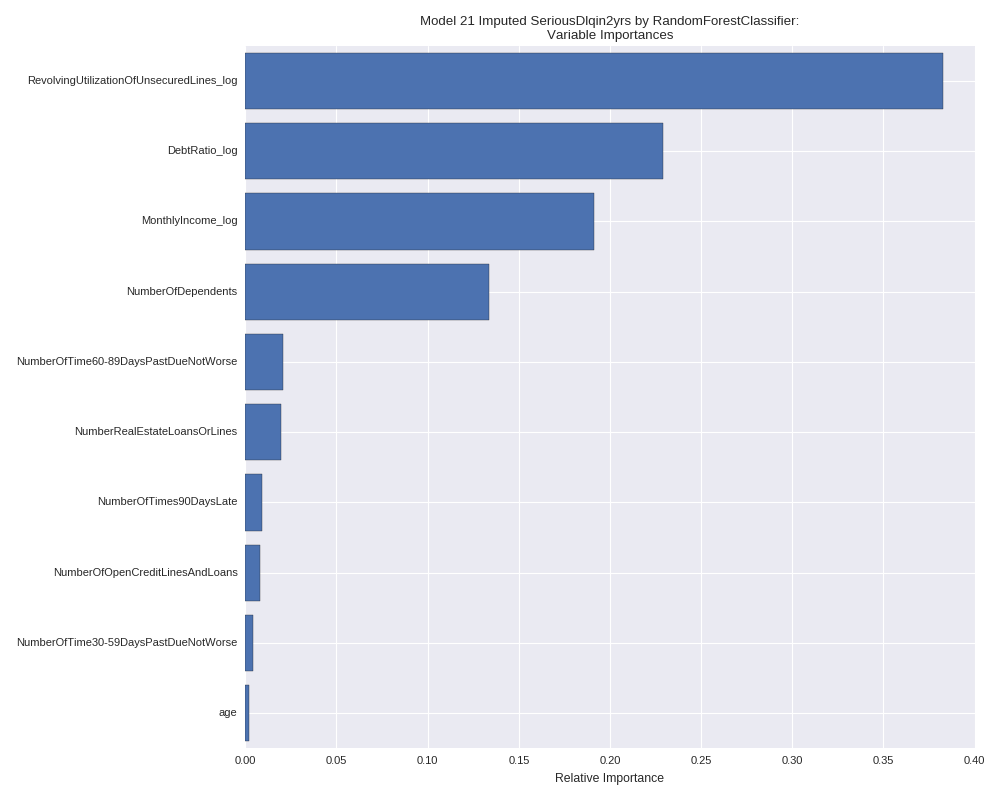 Model 21 Imputed SeriousDlqin2yrs by RandomForestClassifier:
Variable Importances
RevolvingUtilizationOfUnsecuredLines_log
DebtRatio_log
MonthlyIncome_log
NumberOfDependents
NumberOfTime60-89DaysPastDueNotWorse
NumberRealEstateLoansOrLines
NumberOfTimes90DaysLate
NumberOfOpenCreditLinesAndLoans
NumberOfTime30-59DaysPastDueNotWorse
age
0.00 0.05 0.10 0.15 0.20 0.25 0.30 0.35 0.40
Relative Importance